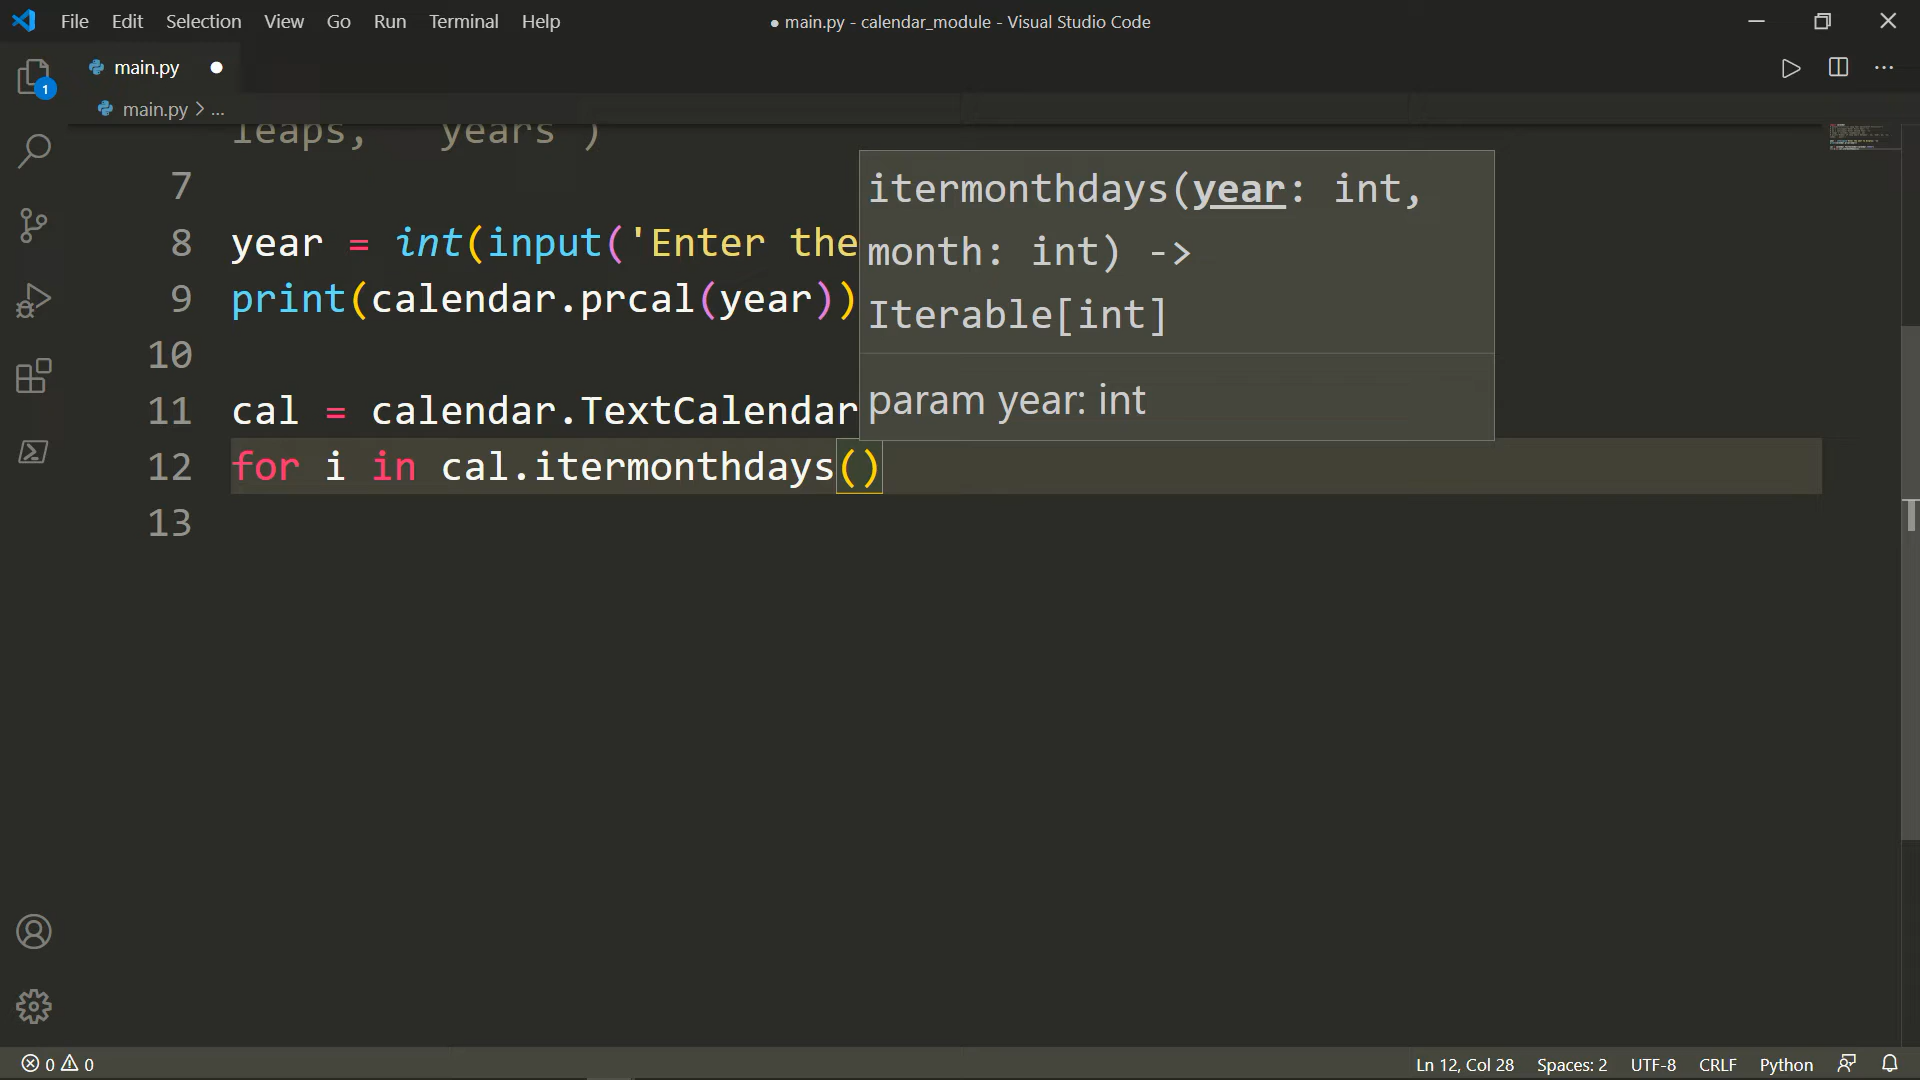 File Edit Selection View Go Run Terminal Help
● main.py - calendar_module - Visual Studio Code
1
main.py
main.py > ...
leaps, years )
7
8 year = int(input('Enter the
9 print(calendar.prcal(year))
10
11 cal = calendar.TextCalendar
12 for i in cal.itermonthdays()
13
itermonthdays(year: int,
month: int) ->
Iterable[int]
param year: int
0 0
Ln 12, Col 28 Spaces: 2 UTF-8 CRLF Python